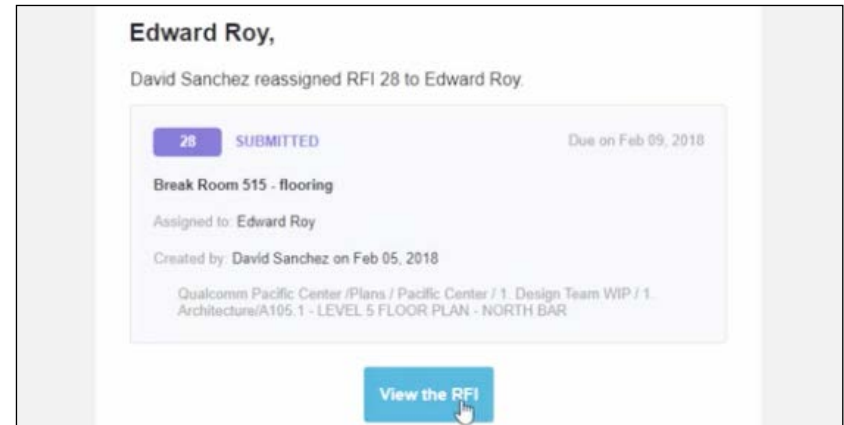 Edward Roy,
David Sanchez reassigned RFI 28 to Edward Roy.
28 SUBMITTED Due on Feb 09, 2018
Break Room 515 - flooring
Assigned to: Edward Roy
Created by: David Sanchez on Feb 05, 2018
Qualcomm Pacific Center /Plans / Pacific Center / 1. Design Team WIP / 1.
Architecture/A105.1 - LEVEL 5 FLOOR PLAN - NORTH BAR
View the RFI